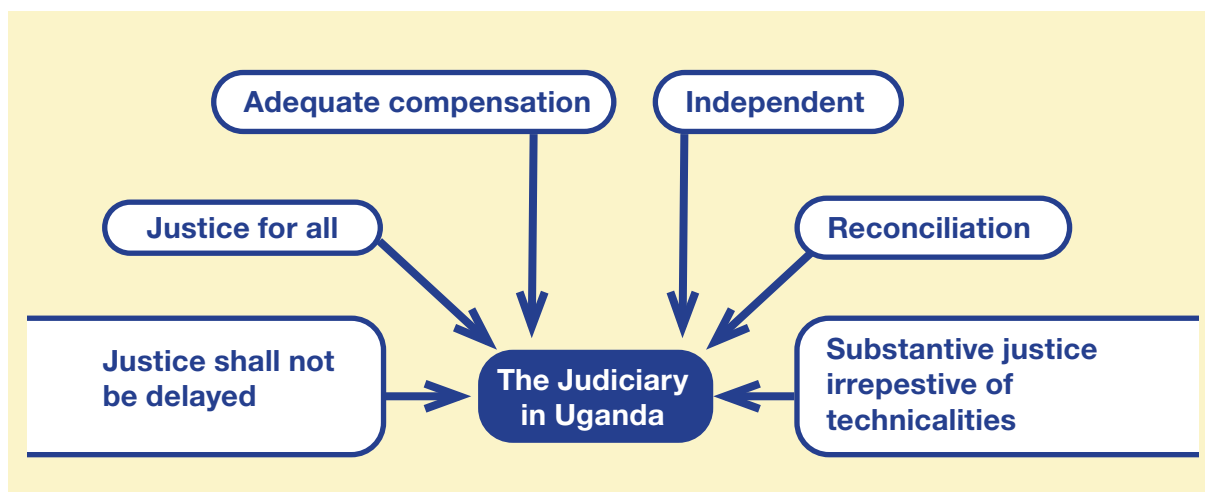 Adequate compensation
Independent
Justice for all
Reconciliation
Justice shall not
be delayed
The Judiciary
in Uganda
Substantive justice
irrepestive of
technicalities